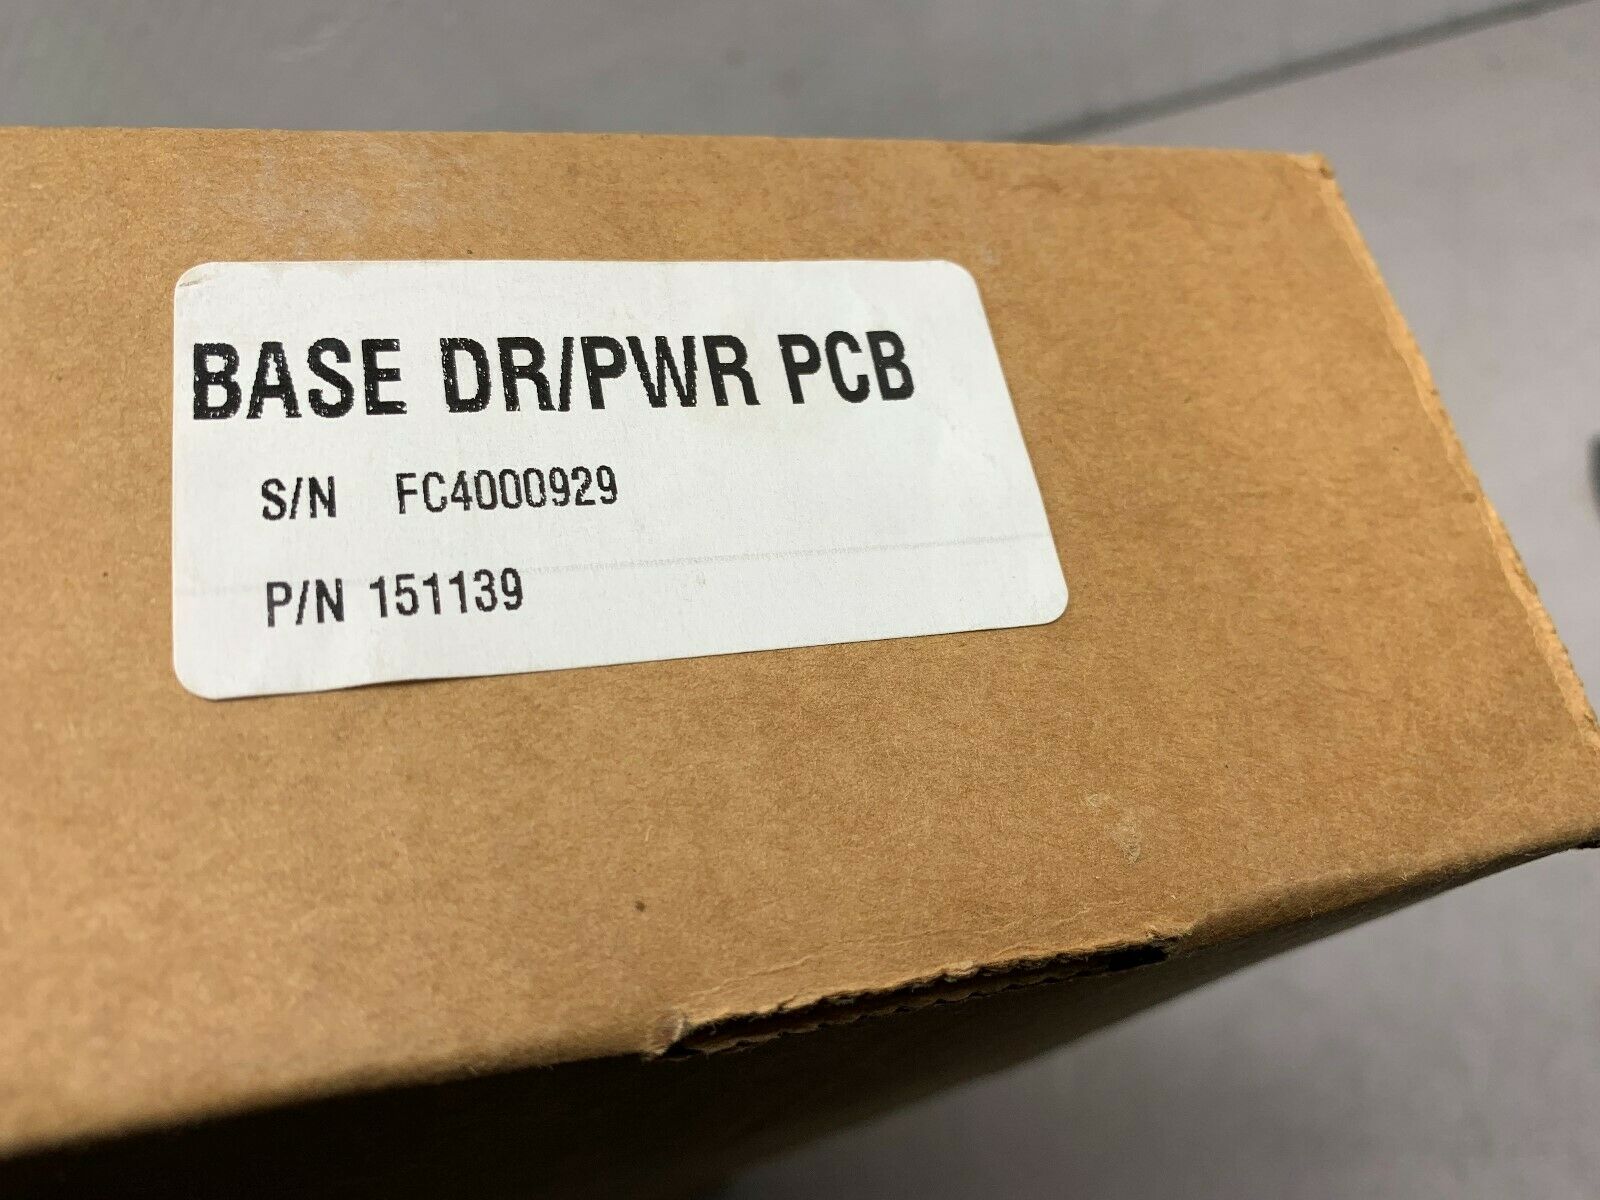 BASE DR/PWR PCB
S/N FC4000929
P/N 151139